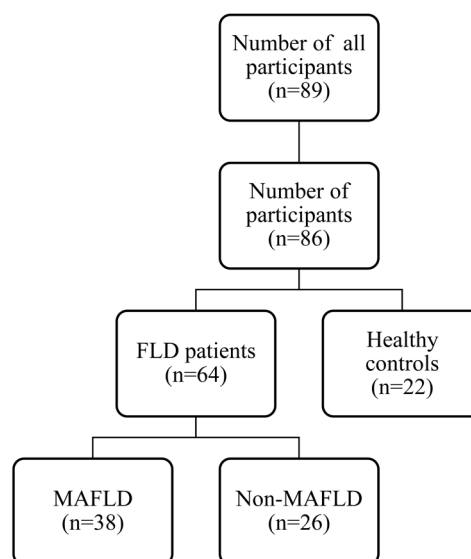 Number of all
participants
(n=89)
Number of
participants
(n=86)
FLD patients
(n=64)
Healthy
controls
(n=22)
MAFLD
(n=38)
Non-MAFLD
(n=26)